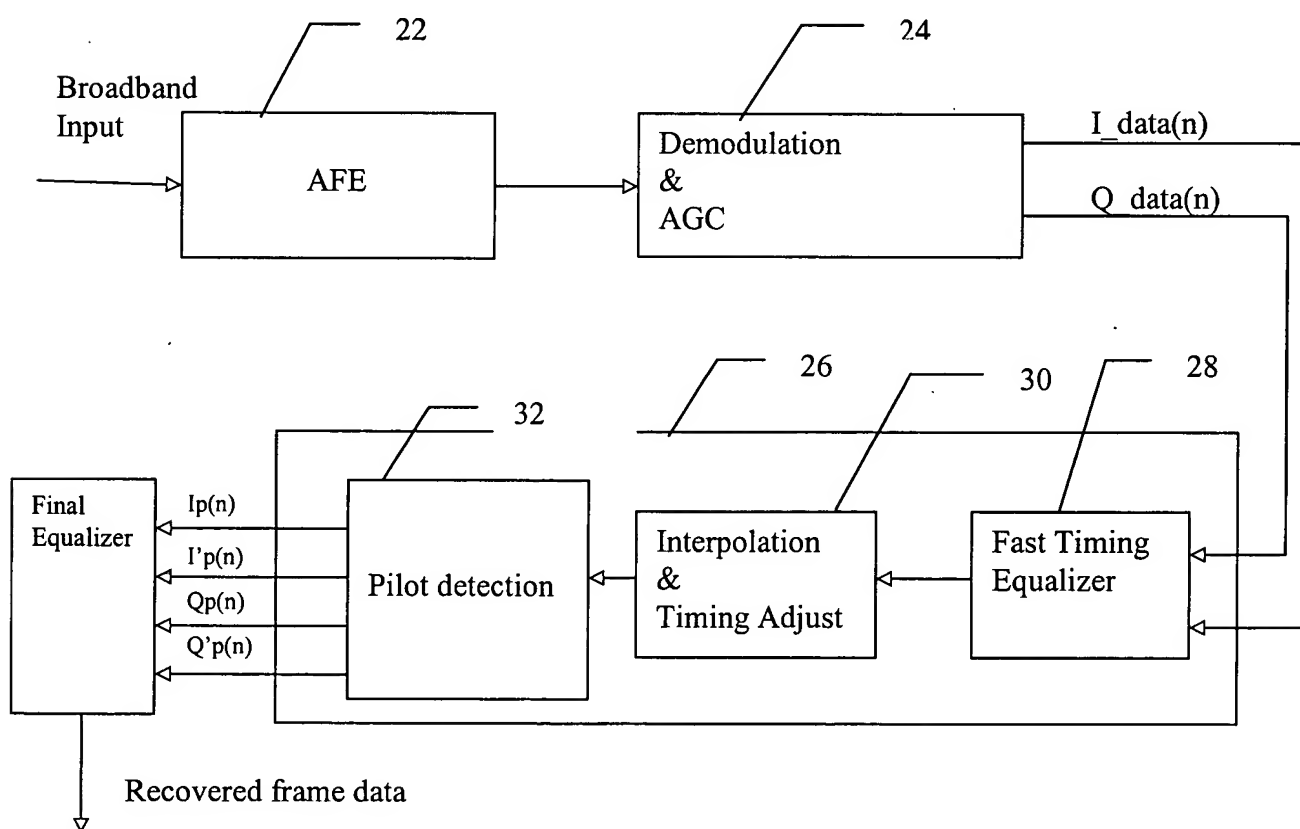 22
24
Broadband
Input
AFE
Demodulation
&
AGC
I_data(n)
Q_data(n)
26
30
28
32
Final
Equalizer
Ip(n)
I'p(n)
Qp(n)
Q'p(n)
Pilot detection
Interpolation
&
Timing Adjust
Fast Timing
Equalizer
Recovered frame data